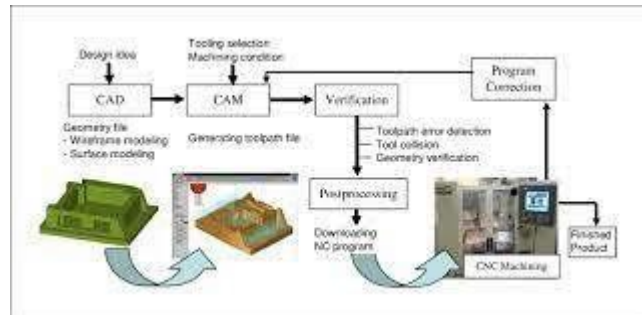 Design idea
Tooling selection
Machining condition
CAD
CAM
Verification
Program
Correction
Geometry file
- Wireframe modeling
- Surface modeling
Generating toolpath file
Toolpath error detection
Tool collision
Geometry verification
Postprocessing
Downloading
NC program
CNC Machining
Finished
Product